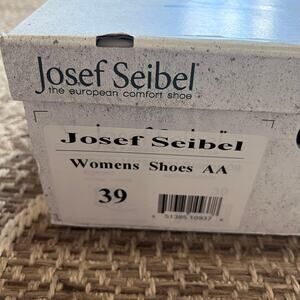 Josef Seibel
the european comfort shoe
Josef Seibel
Womens Shoes AA
39